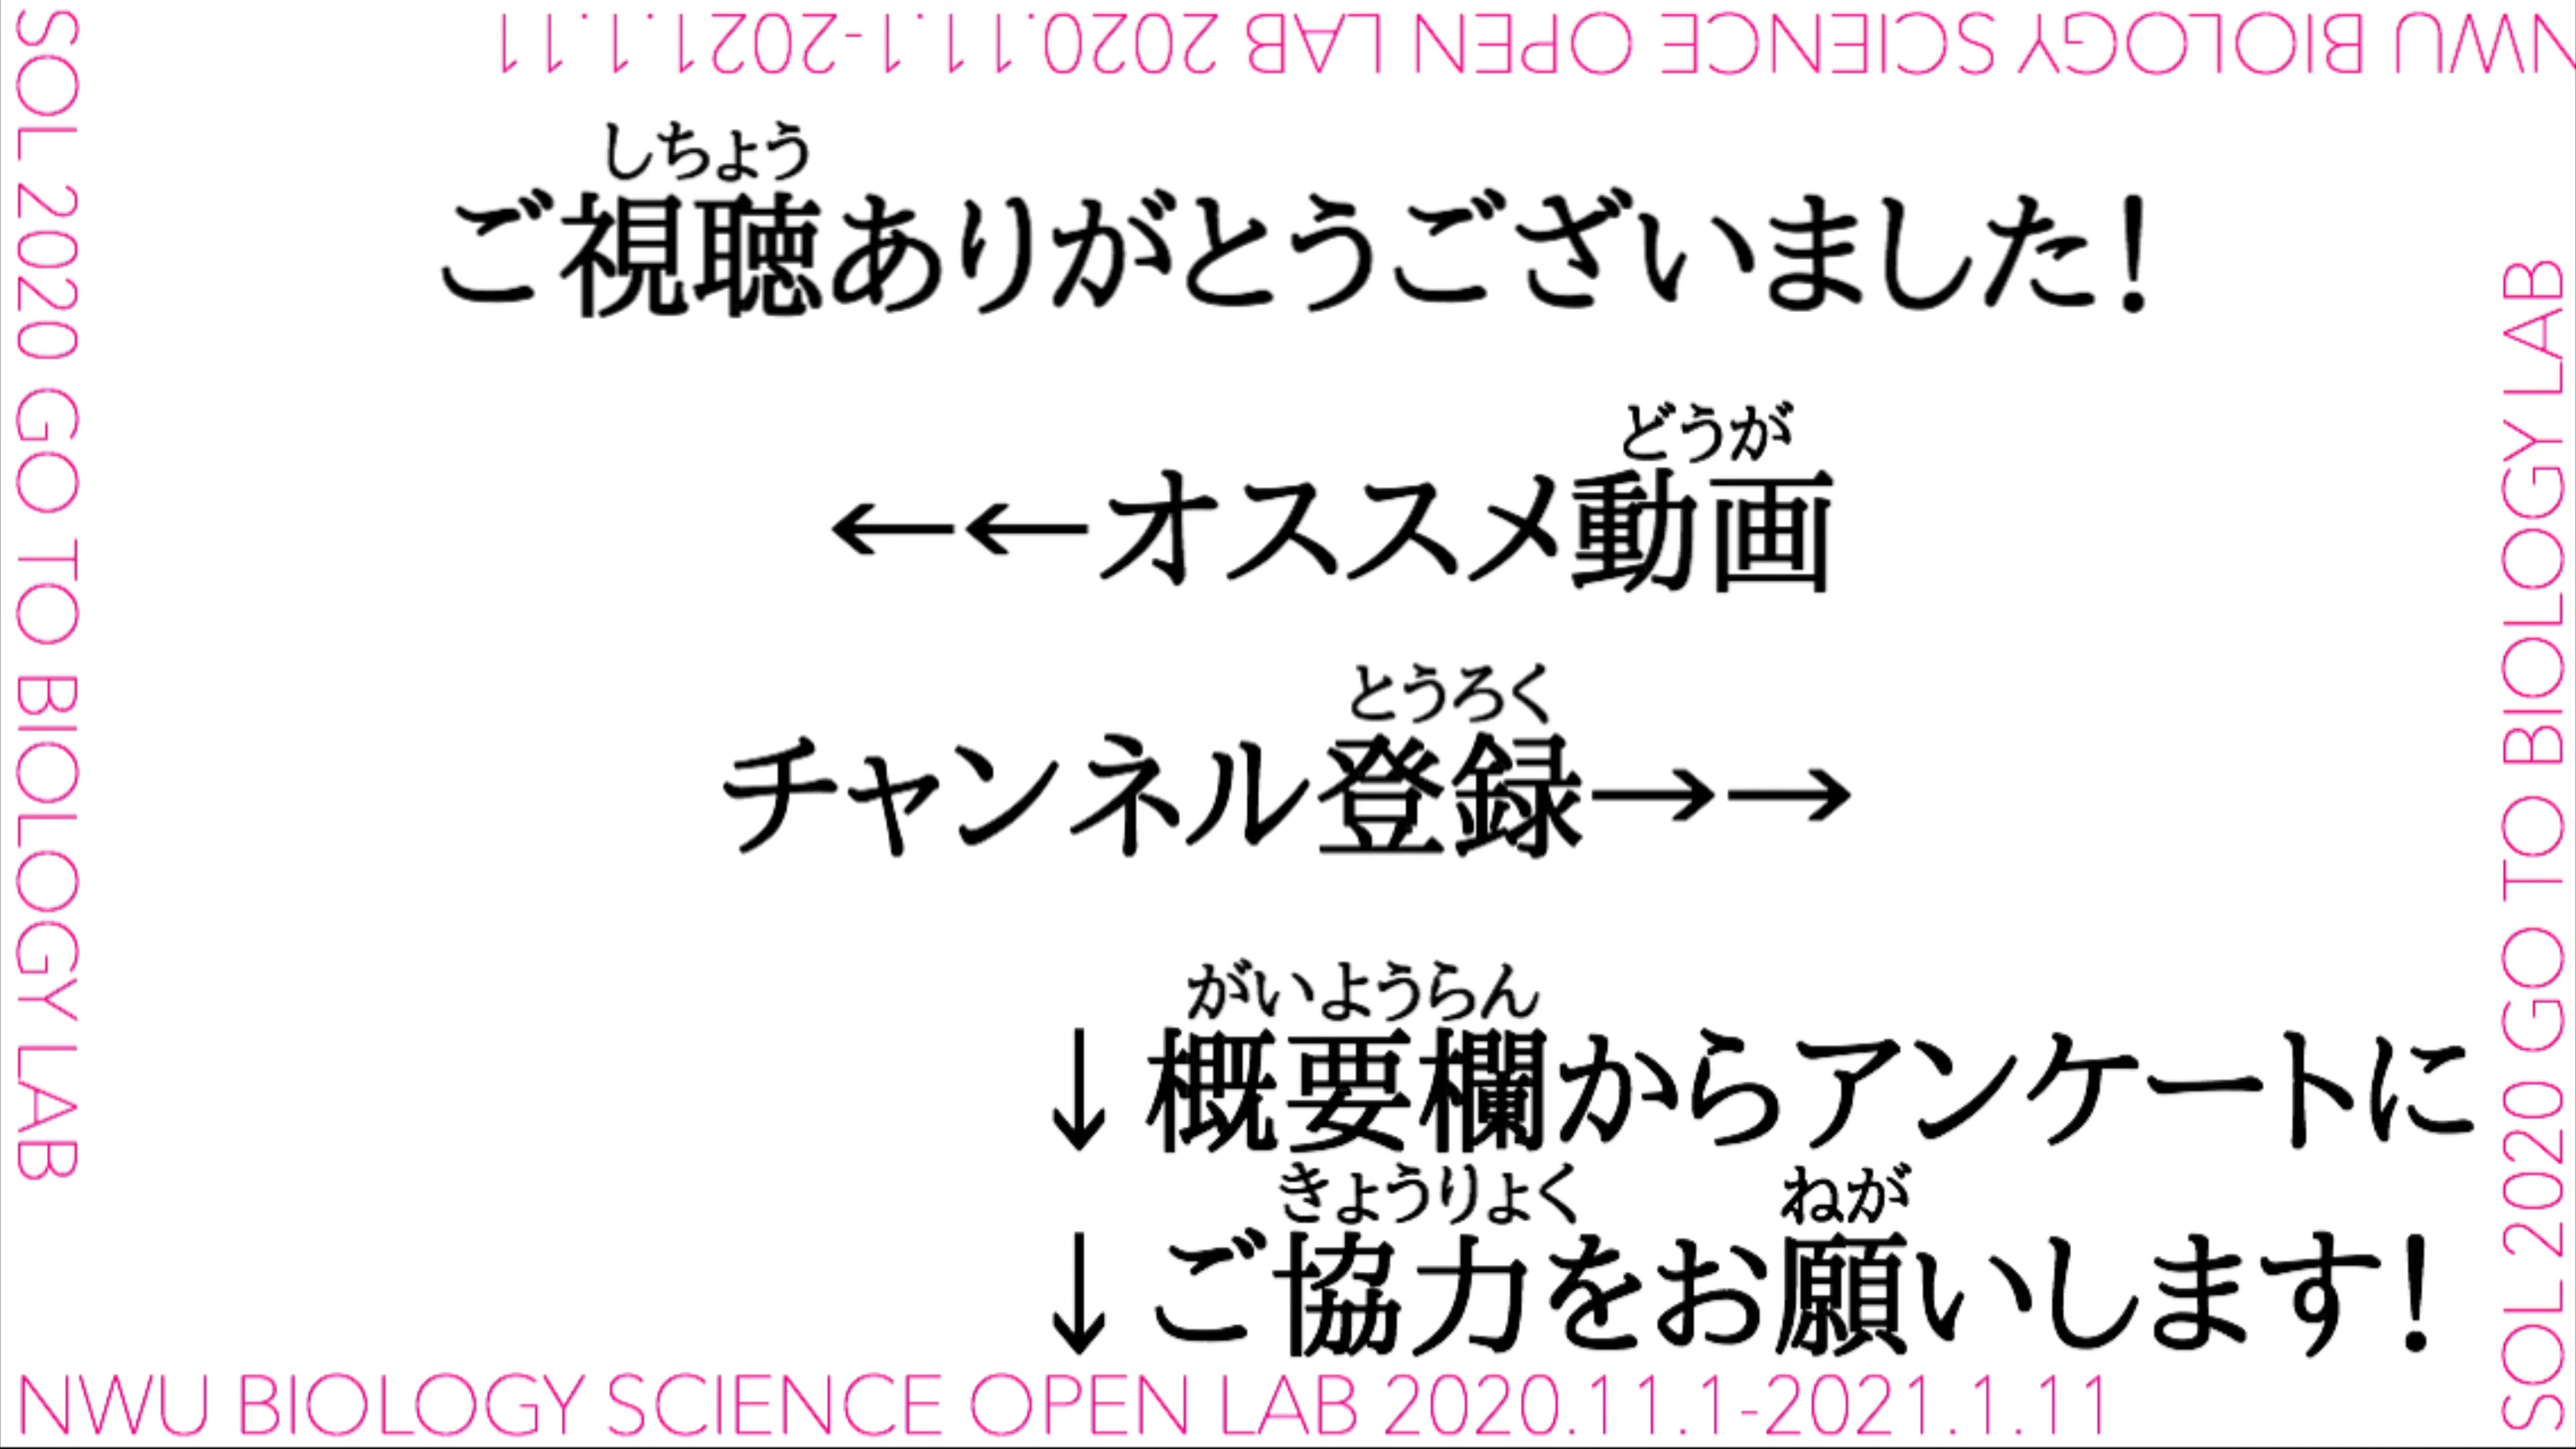 NWU BIOLOGY SCIENCE OPEN LAB 2020.11.1-2021.1.11
SOL 2020 GO TO BIOLOGY LAB
しちょう
ご視聴ありがとうございました!
どうが
←←オススメ動画
とうろく
チャンネル登録→→
がいようらん
↓概要欄からアンケートに
きょうりょく ねが
↓ご協力をお願いします!
SOL 2020 GO TO BIOLOGY LAB
NWU BIOLOGY SCIENCE OPEN LAB 2020.11.1-2021.1.11